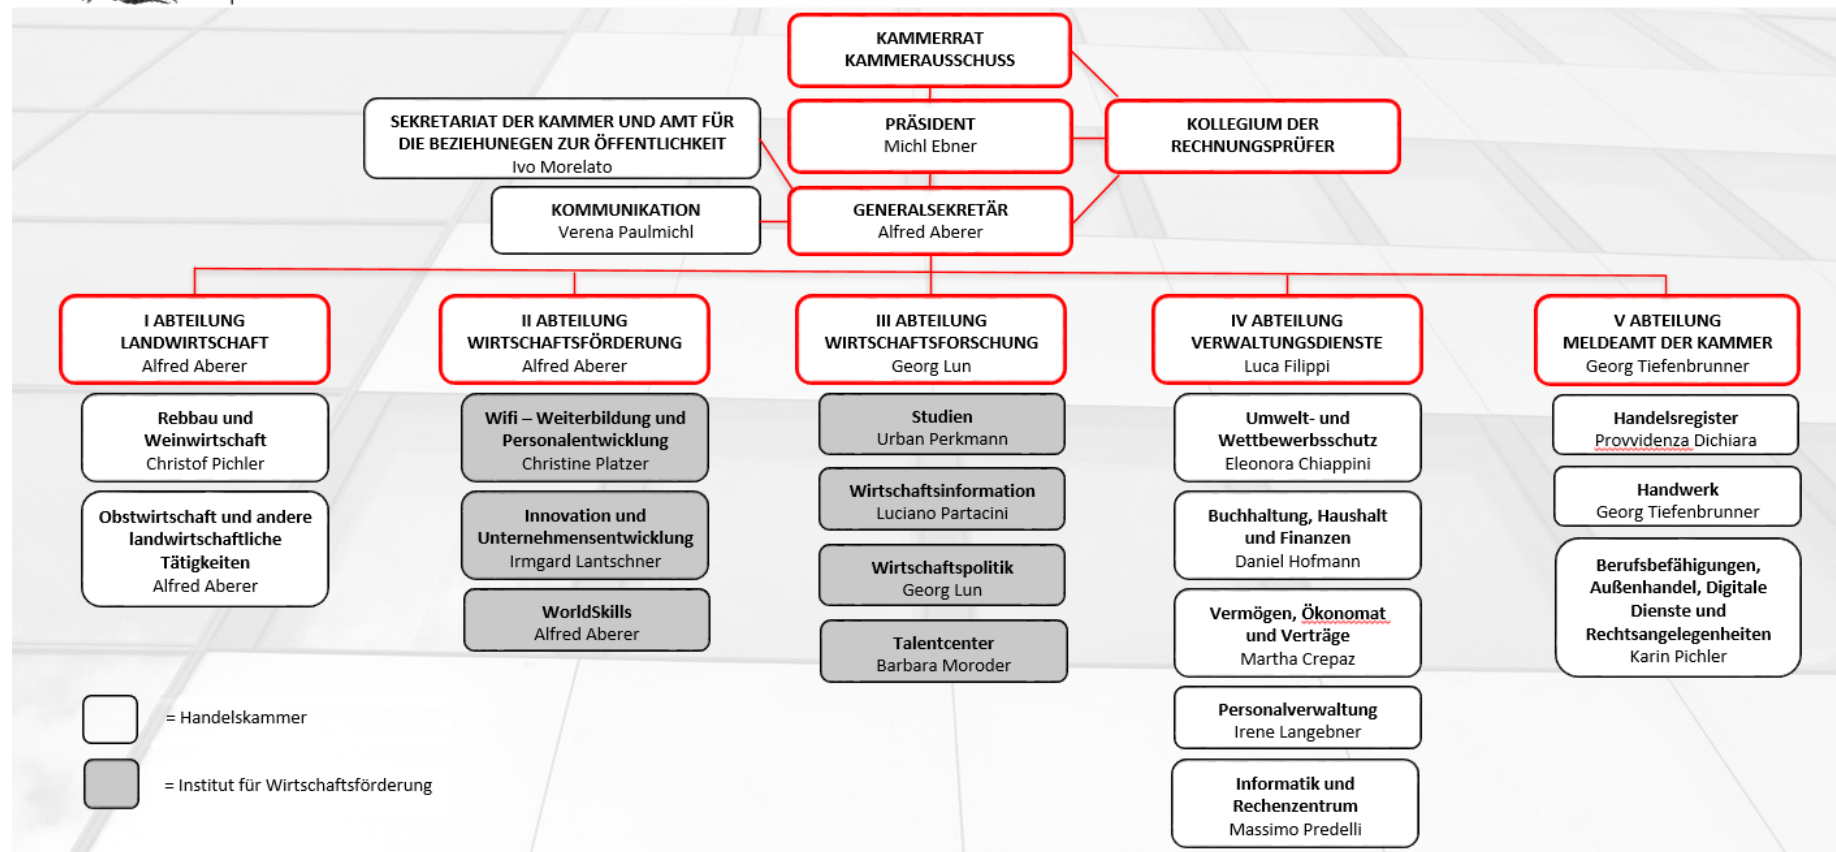 KAMMERRAT
KAMMERAUSSCHUSS
SEKRETARIAT DER KAMMER UND AMT FÜR
DIE BEZIEHUNEGEN ZUR ÖFFENTLICHKEIT
Ivo Morelato
PRÄSIDENT
Michl Ebner
KOLLEGIUM DER
RECHNUNGSPRÜFER
KOMMUNIKATION
Verena Paulmichl
GENERALSEKRETÄR
Alfred Aberer
I ABTEILUNG
LANDWIRTSCHAFT
Alfred Aberer
Rebbau und
Weinwirtschaft
Christof Pichler
Obstwirtschaft und andere
landwirtschaftliche
Tätigkeiten
Alfred Aberer
II ABTEILUNG
WIRTSCHAFTSFÖRDERUNG
Alfred Aberer
Wifi – Weiterbildung und
Personalentwicklung
Christine Platzer
Innovation und
Unternehmensentwicklung
Irmgard Lantschner
WorldSkills
Alfred Aberer
III ABTEILUNG
WIRTSCHAFTSFORSCHUNG
Georg Lun
Studien
Urban Perkmann
Wirtschaftsinformation
Luciano Partacini
Wirtschaftspolitik
Georg Lun
Talentcenter
Barbara Moroder
IV ABTEILUNG
VERWALTUNGSDIENSTE
Luca Filippi
Umwelt- und
Wettbewerbsschutz
Eleonora Chiappini
Buchhaltung, Haushalt
und Finanzen
Daniel Hofmann
Vermögen, Ökonomat
und Verträge
Martha Crepaz
Personalverwaltung
Irene Langebner
Informatik und
Rechenzentrum
Massimo Predelli
V ABTEILUNG
MELDEAMT DER KAMMER
Georg Tiefenbrunner
Handelsregister
Provvidenza Dichiara
Handwerk
Georg Tiefenbrunner
Berufsbefähigungen,
Außenhandel, Digitale
Dienste und
Rechtsangelegenheiten
Karin Pichler
= Handelskammer
= Institut für Wirtschaftsförderung